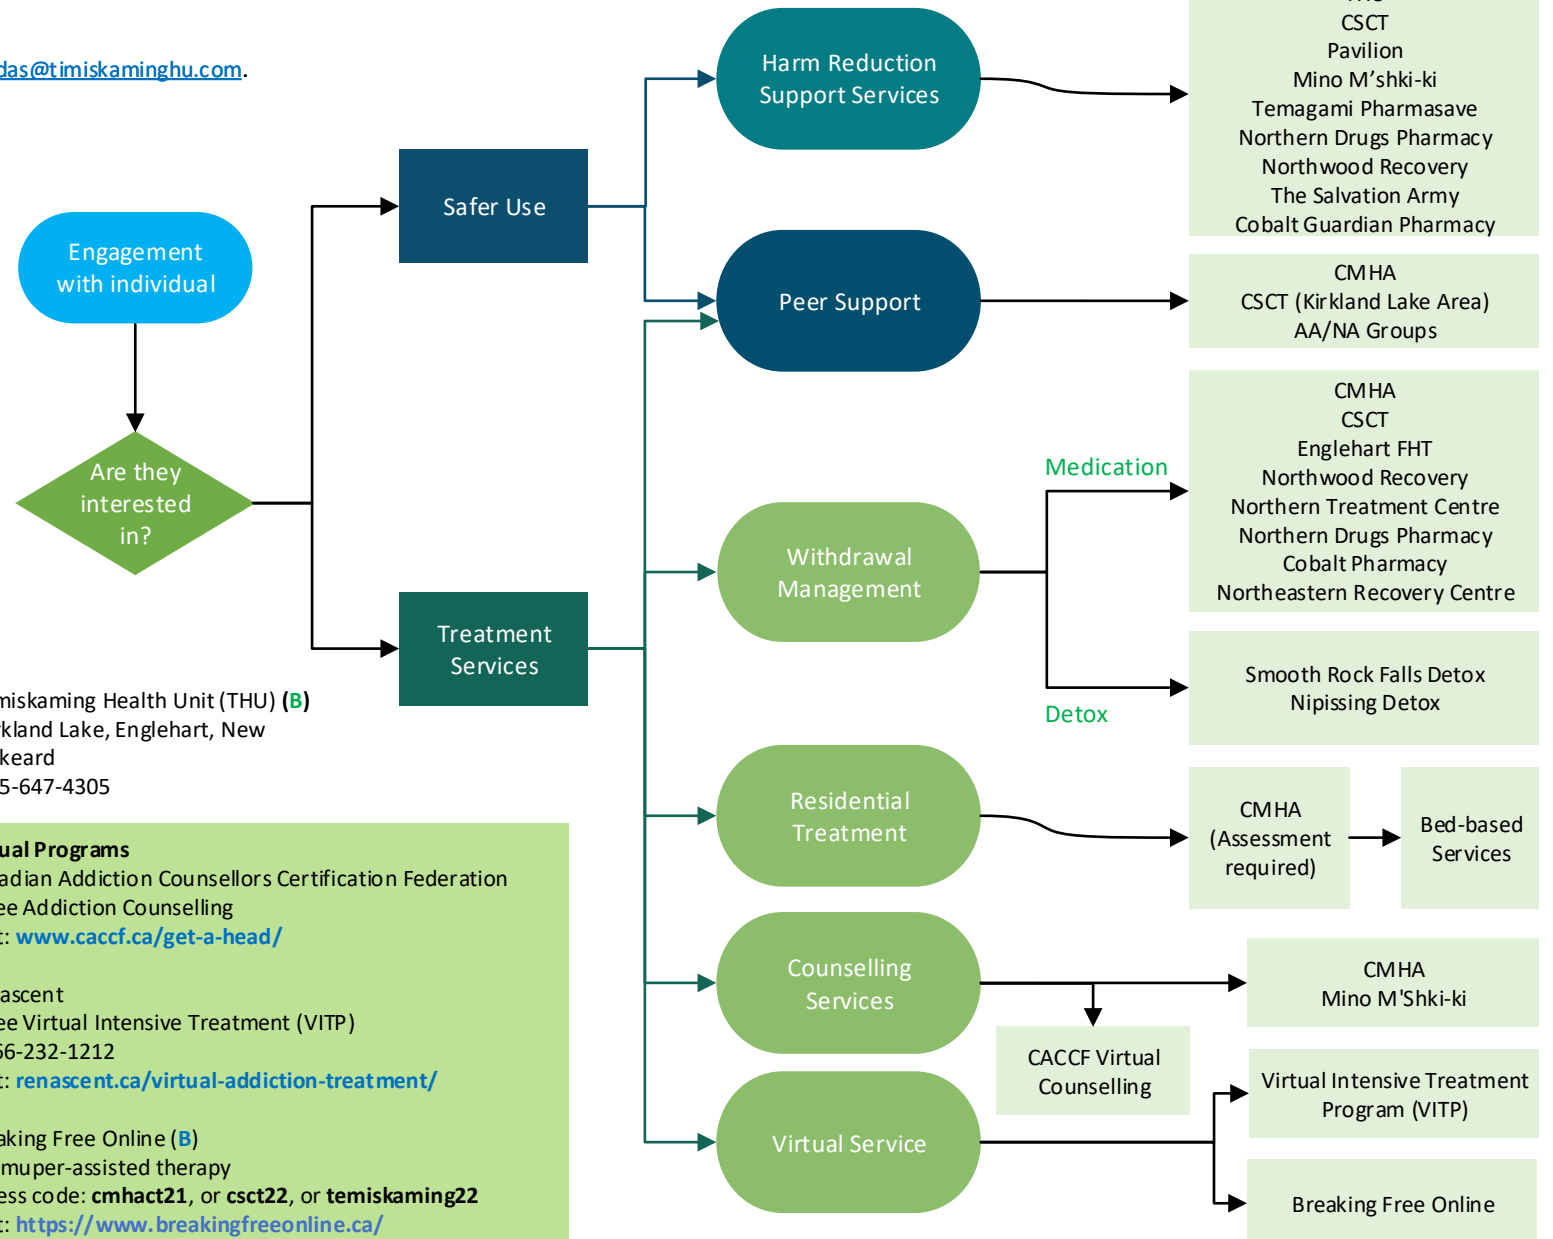 das@timiskaminghu.com.
Engagement
with individual
Are they
interested
in?
Safer Use
Treatment
Services
Harm Reduction
Support Services
CSCT
Pavilion
Mino M’shki-ki
Temagami Pharmasave
Northern Drugs Pharmacy
Northwood Recovery
The Salvation Army
Cobalt Guardian Pharmacy
Peer Support
CMHA
CSCT (Kirkland Lake Area)
AA/NA Groups
Withdrawal
Management
Medication
CMHA
CSCT
Englehart FHT
Northwood Recovery
Northern Treatment Centre
Northern Drugs Pharmacy
Cobalt Pharmacy
Northeastern Recovery Centre
Detox
Smooth Rock Falls Detox
Nipissing Detox
Residential
Treatment
CMHA
(Assessment
required)
Bed-based
Services
Counselling
Services
CMHA
Mino M'Shki-ki
CACCF Virtual
Counselling
Virtual Service
Virtual Intensive Treatment
Program (VITP)
Breaking Free Online
miskaming Health Unit (THU) (B)
rkland Lake, Englehart, New
keard
5-647-4305
ual Programs
adian Addiction Counsellors Certification Federation
ee Addiction Counselling
t: www.caccf.ca/get-a-head/
ascent
ee Virtual Intensive Treatment (VITP)
66-232-1212
t: renascent.ca/virtual-addiction-treatment/
aking Free Online (B)
muper-assisted therapy
ess code: cmhact21, or csct22, or temiskaming22
t: https://www.breakingfreeonline.ca/